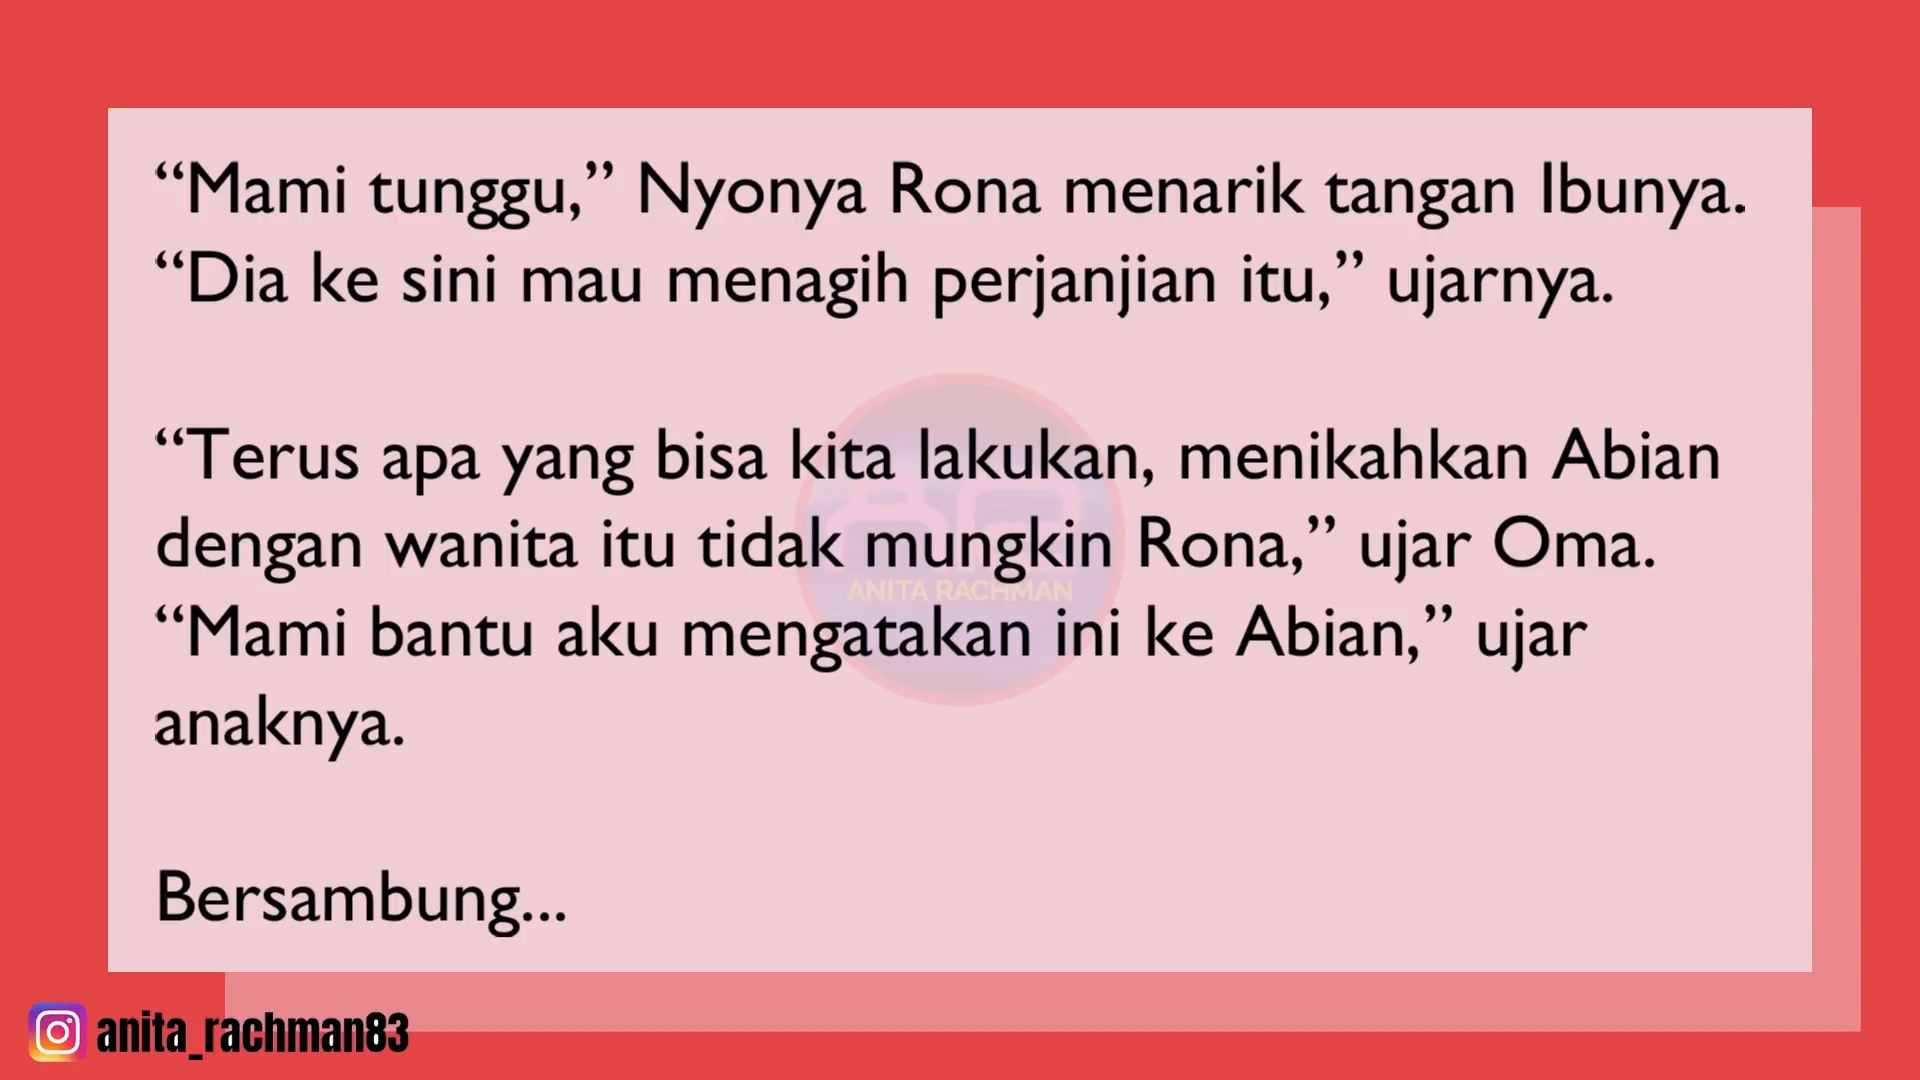 “Mami tunggu,” Nyonya Rona menarik tangan Ibunya.
“Dia ke sini mau menagih perjanjian itu,” ujarnya.
“Terus apa yang bisa kita lakukan, menikahkan Abian
dengan wanita itu tidak mungkin Rona,” ujar Oma.
ANITA RACHMAN
“Mami bantu aku mengatakan ini ke Abian,” ujar
anaknya.
Bersambung...
anita_rachman83